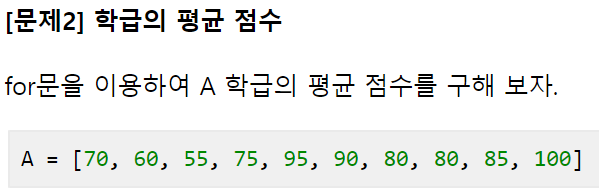 [문제2] 학급의 평균 점수
for문을 이용하여 A 학급의 평균 점수를 구해 보자.
A = [70, 60, 55, 75, 95, 90, 80, 80, 85, 100]